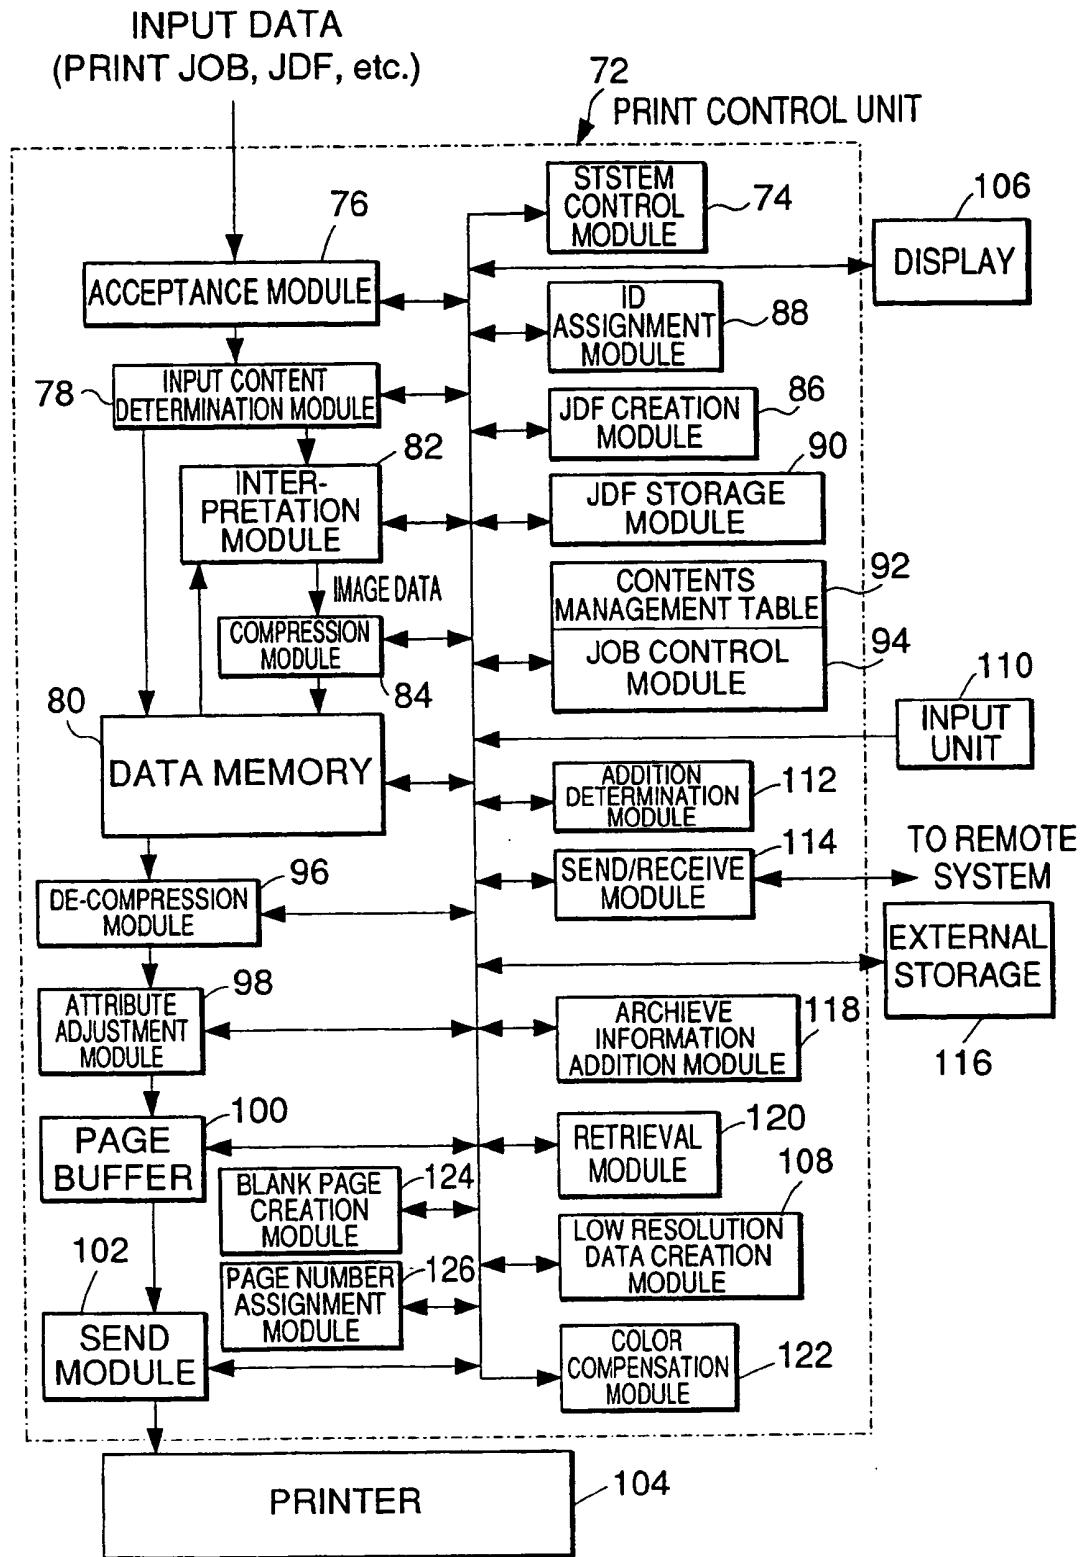 INPUT DATA
(PRINT JOB, JDF, etc.)
72
PRINT CONTROL UNIT
STSTEM
CONTROL
MODULE
74
106
DISPLAY
76
ACCEPTANCE MODULE
ID
ASSIGNMENT
MODULE
88
78
INPUT CONTENT
DETERMINATION MODULE
JDF CREATION
MODULE
86
82
INTER-
PRETATION
MODULE
90
JDF STORAGE
MODULE
IMAGE DATA
CONTENTS
MANAGEMENT TABLE
92
COMPRESSION
MODULE
84
JOB CONTROL
MODULE
94
80
DATA MEMORY
110
INPUT
UNIT
ADDITION
DETERMINATION
MODULE
112
SEND/RECEIVE
MODULE
114
TO REMOTE
SYSTEM
96
DE-COMPRESSION
MODULE
EXTERNAL
STORAGE
116
98
ATTRIBUTE
ADJUSTMENT
MODULE
ARCHIEVE
INFORMATION
ADDITION MODULE
118
100
PAGE
BUFFER
RETRIEVAL
MODULE
120
BLANK PAGE
CREATION
MODULE
124
108
LOW RESOLUTION
DATA CREATION
MODULE
PAGE NUMBER
ASSIGNMENT
MODULE
126
102
SEND
MODULE
COLOR
COMPENSATION
MODULE
122
PRINTER
104